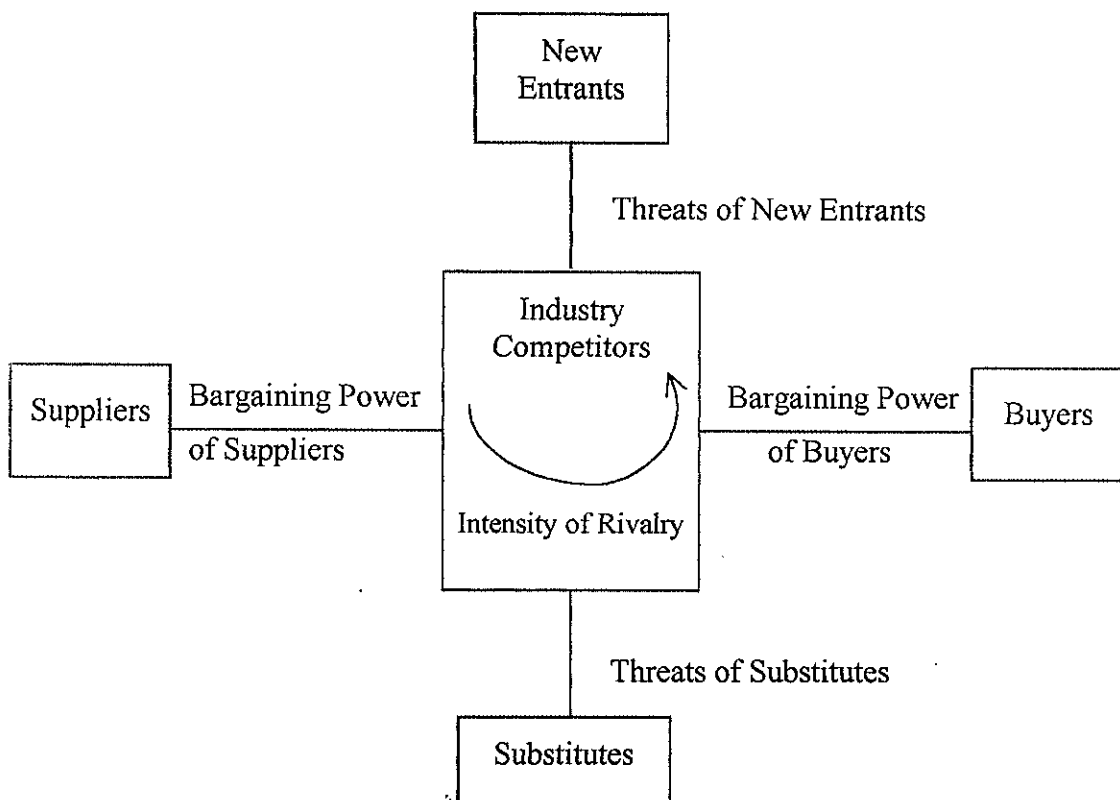 New
Entrants
Threats of New Entrants
Industry
Competitors
Suppliers
Bargaining Power
of Suppliers
Bargaining Power
of Buyers
Buyers
Intensity of Rivalry
Threats of Substitutes
Substitutes